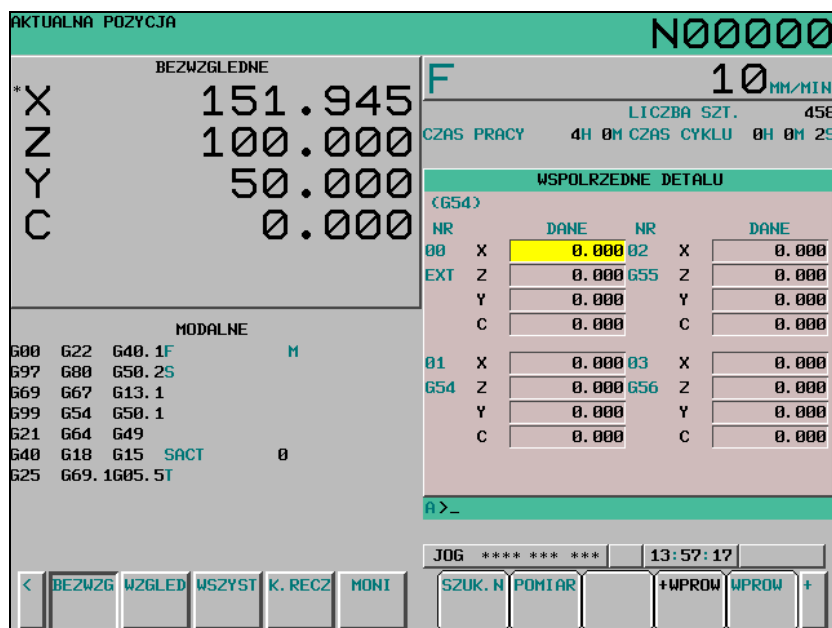 AKTUALNA POZYCJA
N00000
BEZWZGLEDNE
*X 151.945
Z 100.000
Y 50.000
C 0.000
F 10 MM/MIN
LICZBA SZT. 458
CZAS PRACY 4H 0M CZAS CYKLU 0H 0M 2S
WSPOLRZEDNE DETALU
(G54)
NR DANE NR DANE
00 X 0.000 02 X 0.000
EXT Z 0.000 G55 Z 0.000
Y 0.000 Y 0.000
C 0.000 C 0.000
01 X 0.000 03 X 0.000
G54 Z 0.000 G56 Z 0.000
Y 0.000 Y 0.000
C 0.000 C 0.000
MODALNE
G00 G22 G40.1 F M
G97 G80 G50.2 S
G69 G67 G13.1
G99 G54 G50.1
G21 G64 G49
G40 G18 G15 SACT 0
G25 G69.1 G05.5 T
A>_
JOG **** *** *** 13:57:17
< BEZWZG WZGLED WSZYST K.RECZ MONI SZUK.N POMIAR +WPROW WPROW +